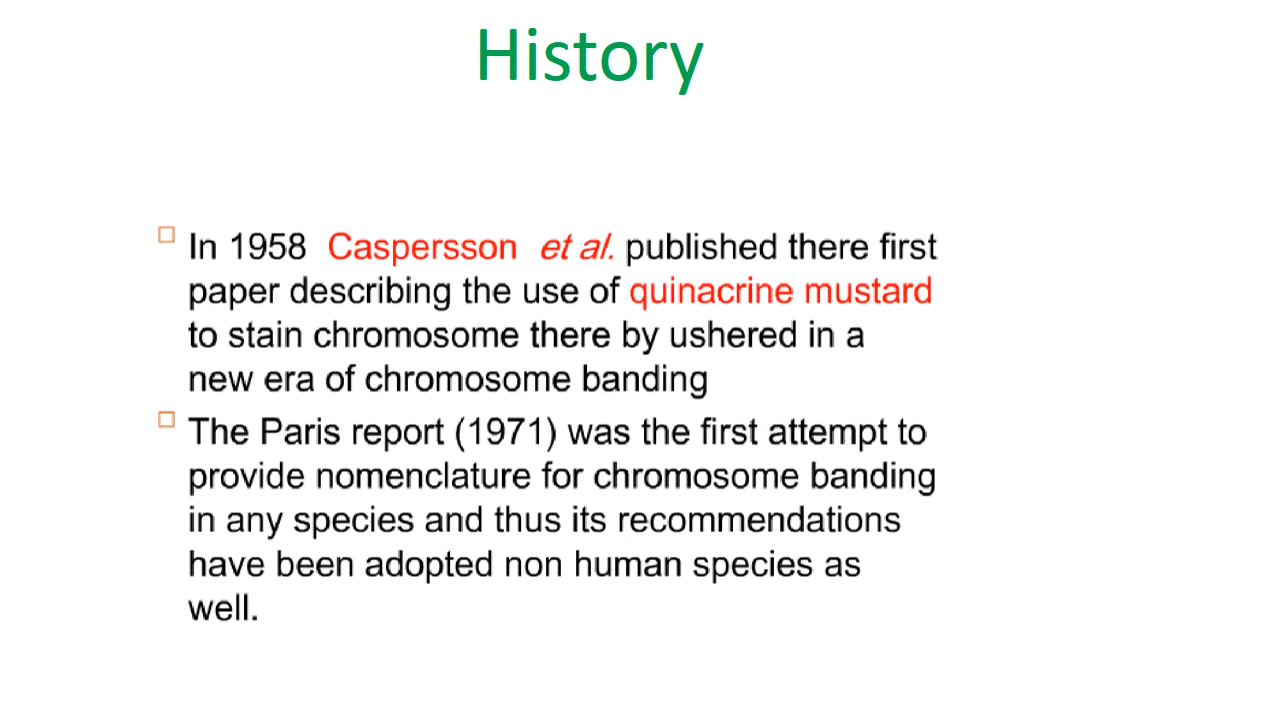 History
In 1958 Caspersson et al. published there first
paper describing the use of quinacrine mustard
to stain chromosome there by ushered in a
new era of chromosome banding
The Paris report (1971) was the first attempt to
provide nomenclature for chromosome banding
in any species and thus its recommendations
have been adopted non human species as
well.